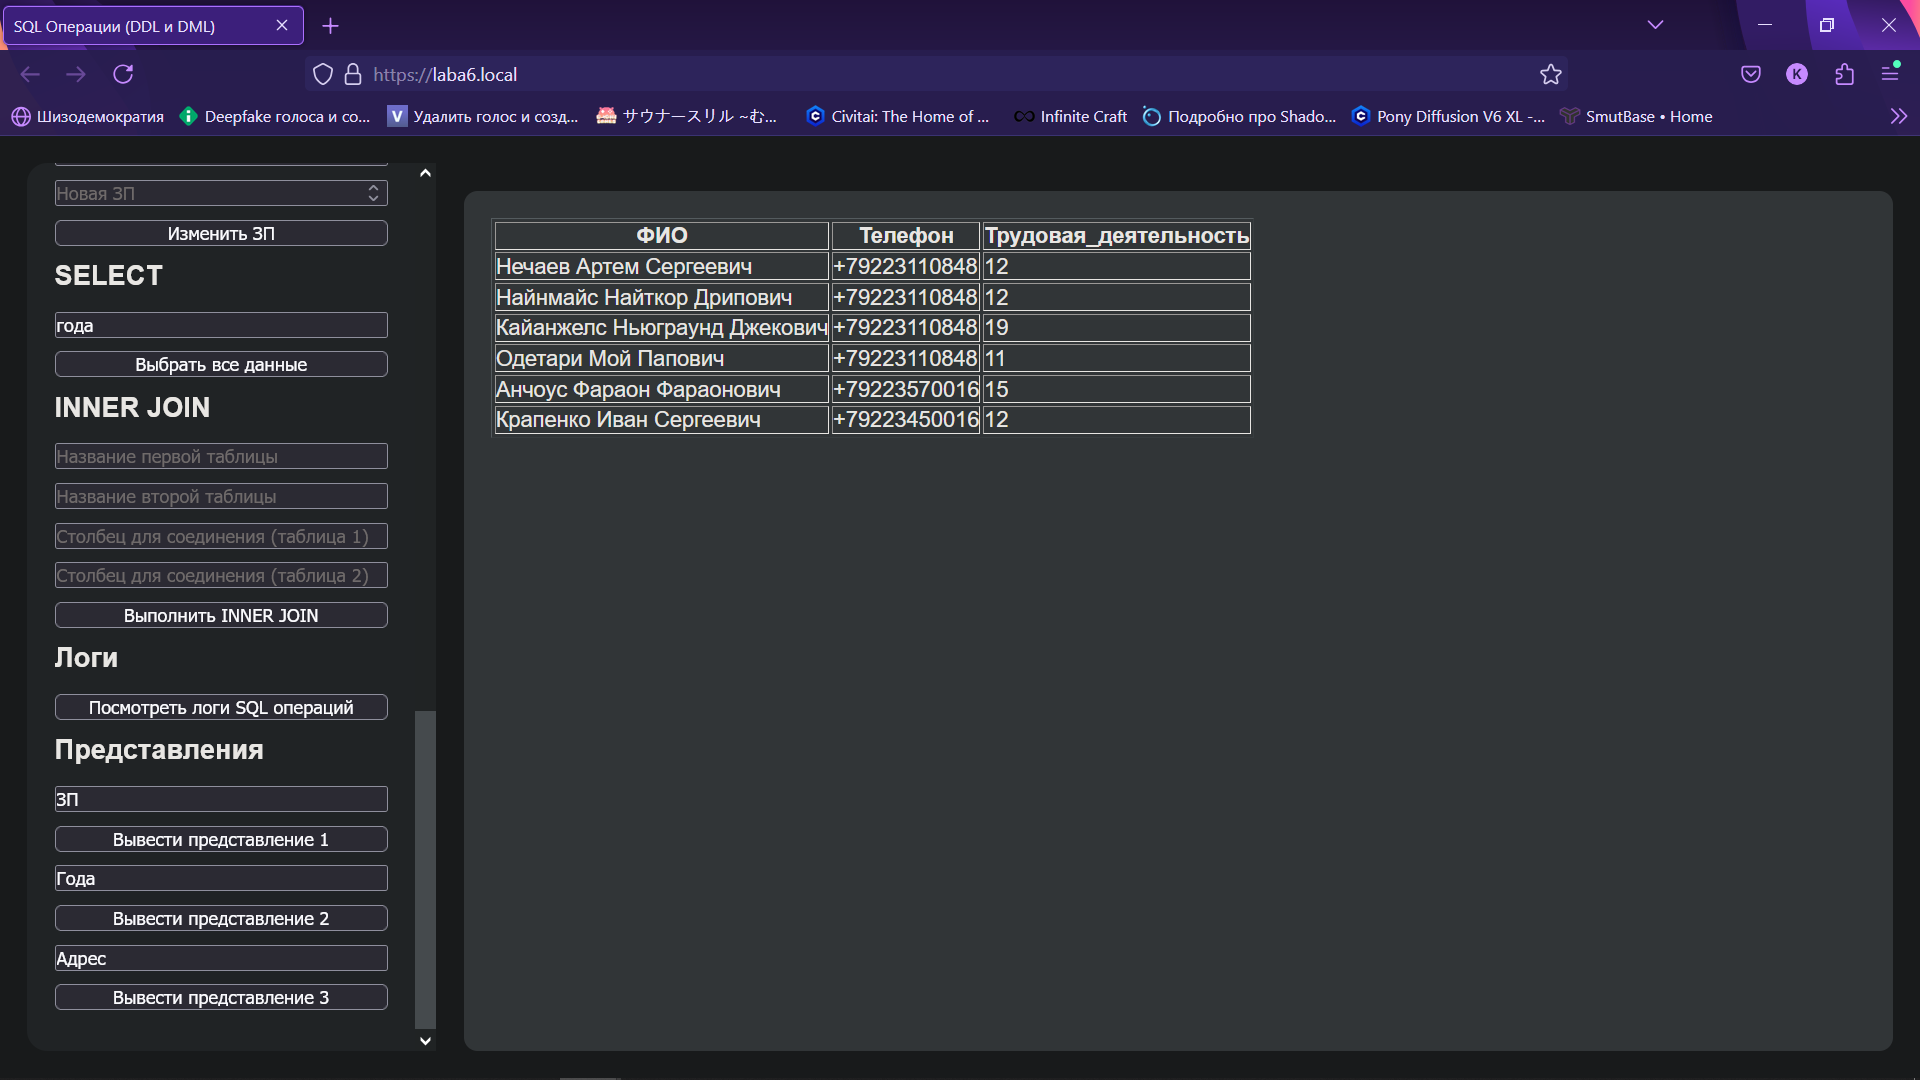 SQL Операции (DDL и DML)
https://laba6.local
K
Шизодемократия
Deepfake голоса и со...
V Удалить голос и созд...
サウナースリル ~む...
Civitai: The Home of ...
Infinite Craft
Подробно про Shado...
Pony Diffusion V6 XL -...
SmutBase • Home
Новая ЗП
Изменить ЗП
SELECT
года
Выбрать все данные
INNER JOIN
Название первой таблицы
Название второй таблицы
Столбец для соединения (таблица 1)
Столбец для соединения (таблица 2)
Выполнить INNER JOIN
Логи
Посмотреть логи SQL операций
Представления
ЗП
Вывести представление 1
Года
Вывести представление 2
Адрес
Вывести представление 3
ФИО Телефон Трудовая_деятельность
Нечаев Артем Сергеевич +79223110848 12
Найнмайс Найткор Дрипович +79223110848 12
Кайанжелс Ньюграунд Джекович +79223110848 19
Одетари Мой Папович +79223110848 11
Анчоус Фараон Фараонович +79223570016 15
Крапенко Иван Сергеевич +79223450016 12